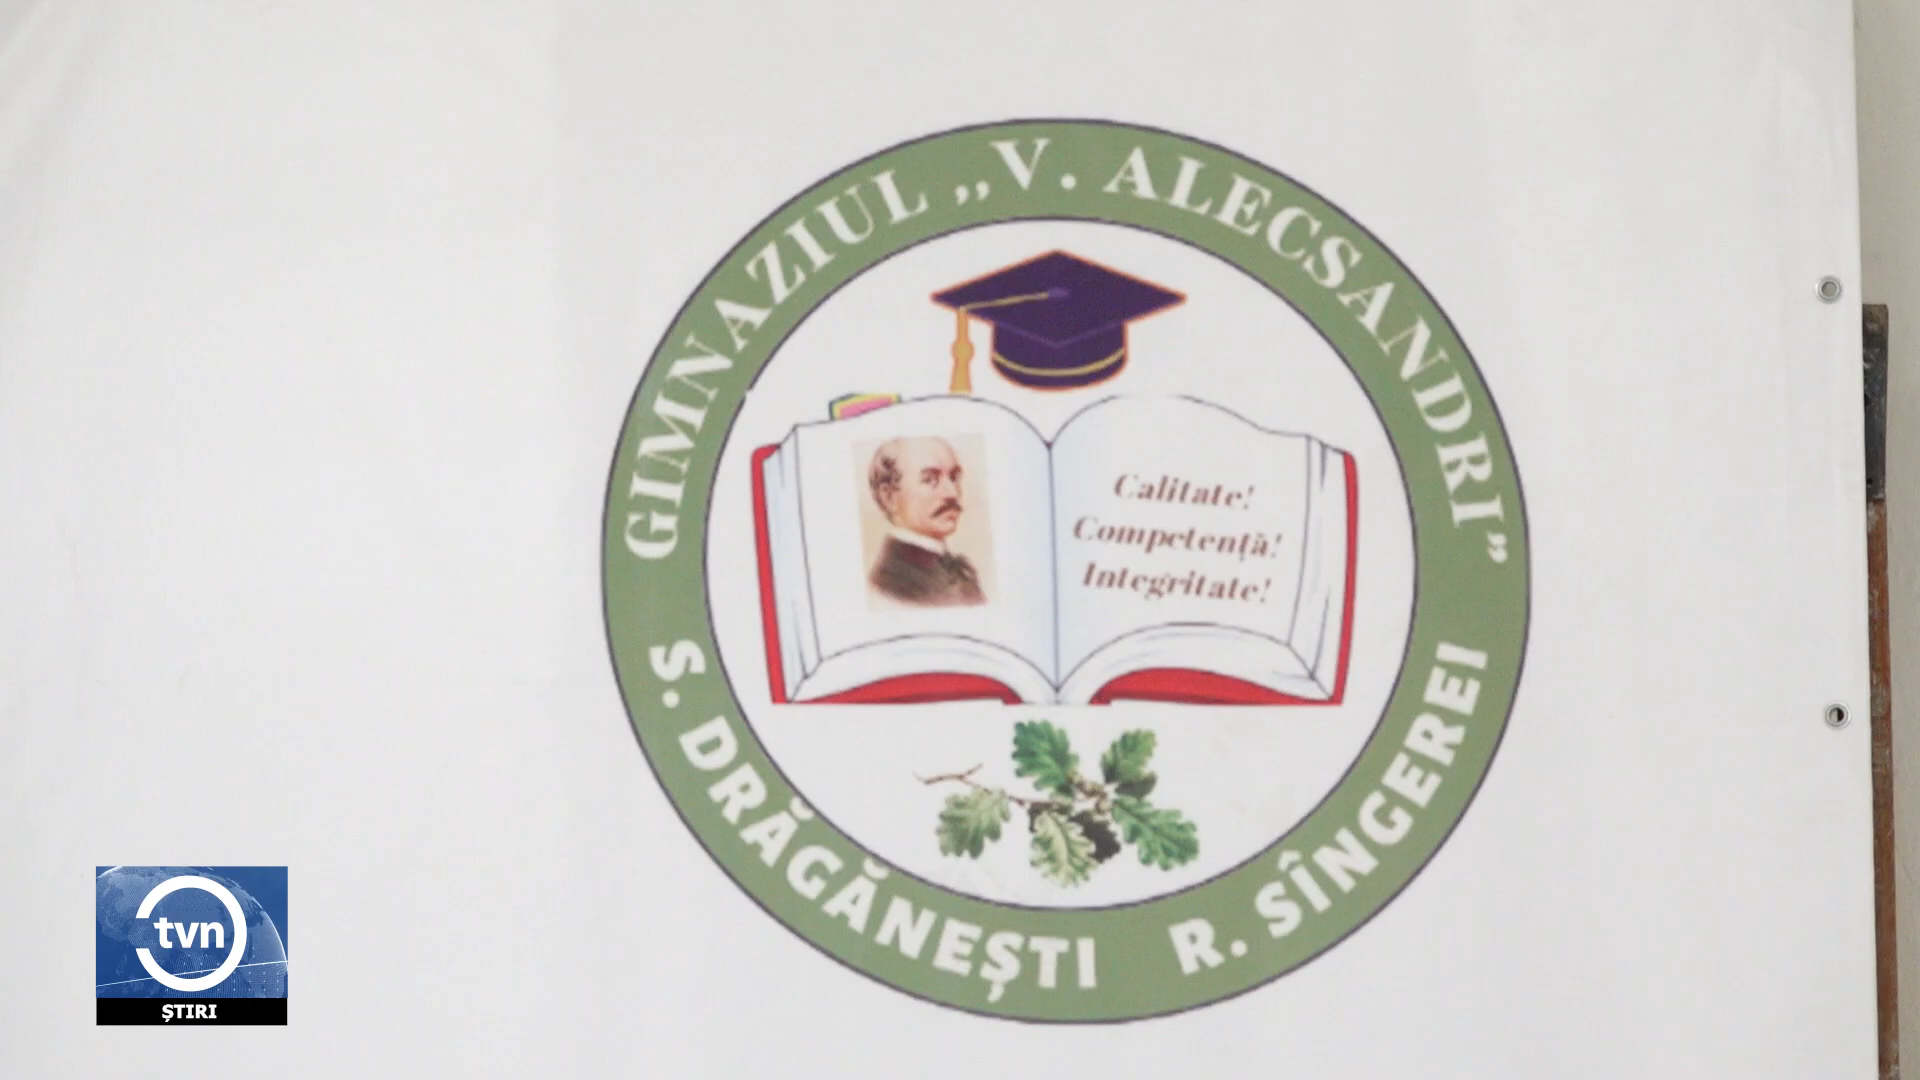 GIMNAZIUL „V. ALECSANDRI”
Calitate!
Competență!
Integritate!
Ș. DRĂGĂNEȘTI R. SÎNGEREI
tvn
ȘTIRI